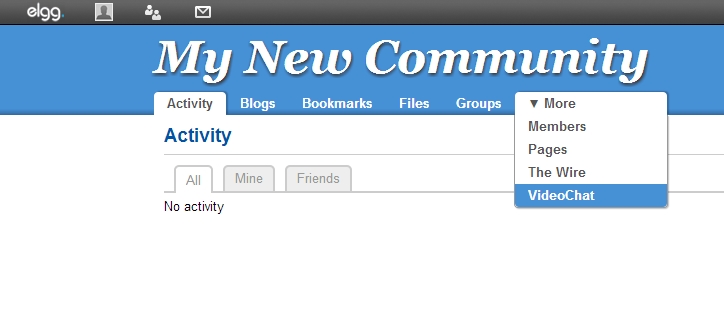 elgg.
My New Community
Activity Blogs Bookmarks Files Groups ▼ More
Members
Pages
The Wire
VideoChat
Activity
All Mine Friends
No activity